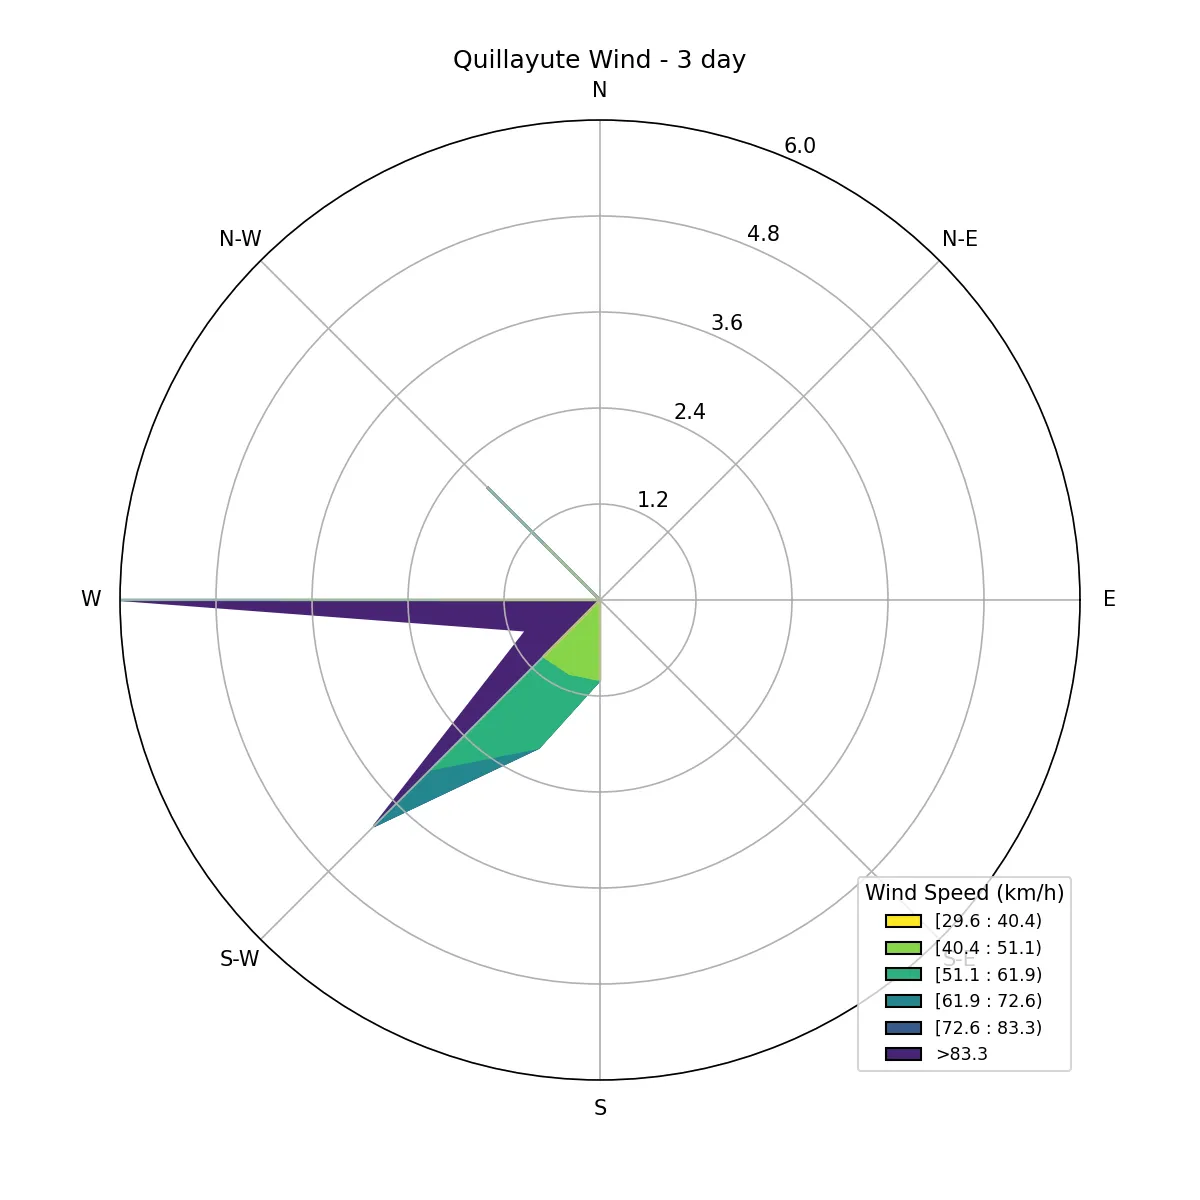 Quillayute Wind - 3 day
N
6.0
N-W
4.8
N-E
3.6
2.4
1.2
W
E
S-W
S-E
Wind Speed (km/h)
[29.6 : 40.4)
[40.4 : 51.1)
[51.1 : 61.9)
[61.9 : 72.6)
[72.6 : 83.3)
>83.3
S